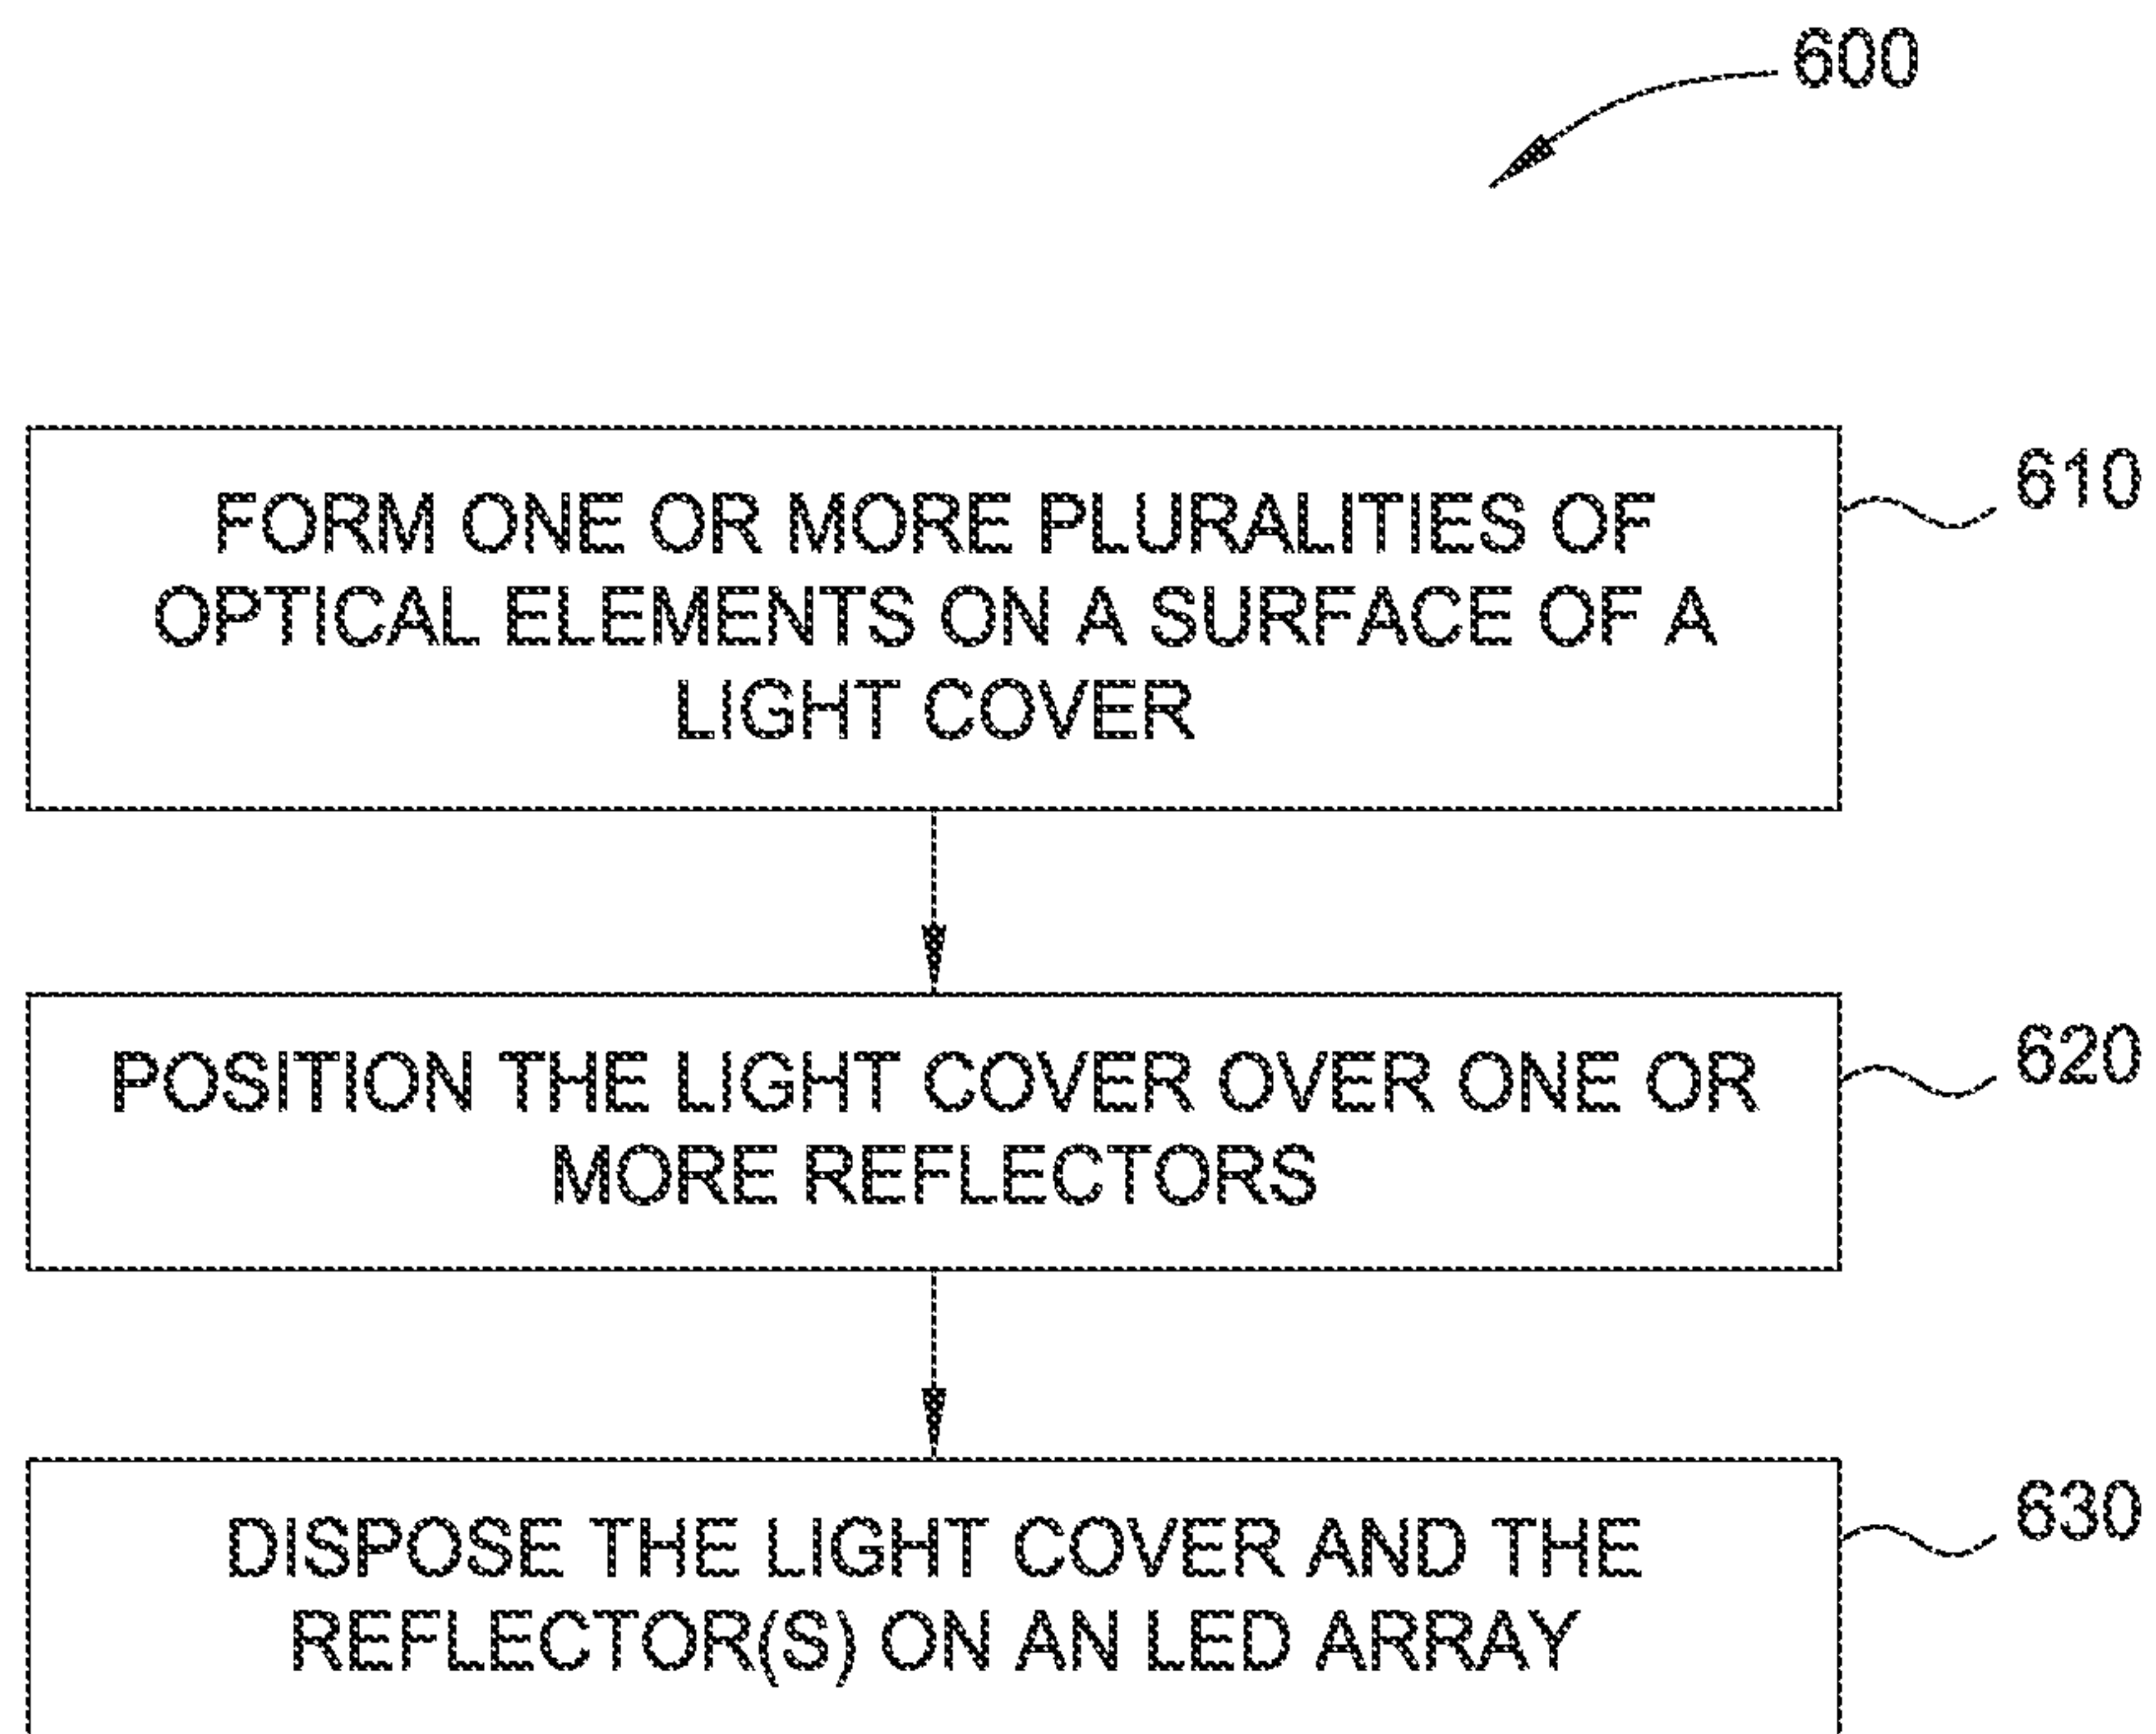 600
FORM ONE OR MORE PLURALITIES OF
OPTICAL ELEMENTS ON A SURFACE OF A
LIGHT COVER
610
POSITION THE LIGHT COVER OVER ONE OR
MORE REFLECTORS
620
DISPOSE THE LIGHT COVER AND THE
REFLECTOR(S) ON AN LED ARRAY
630